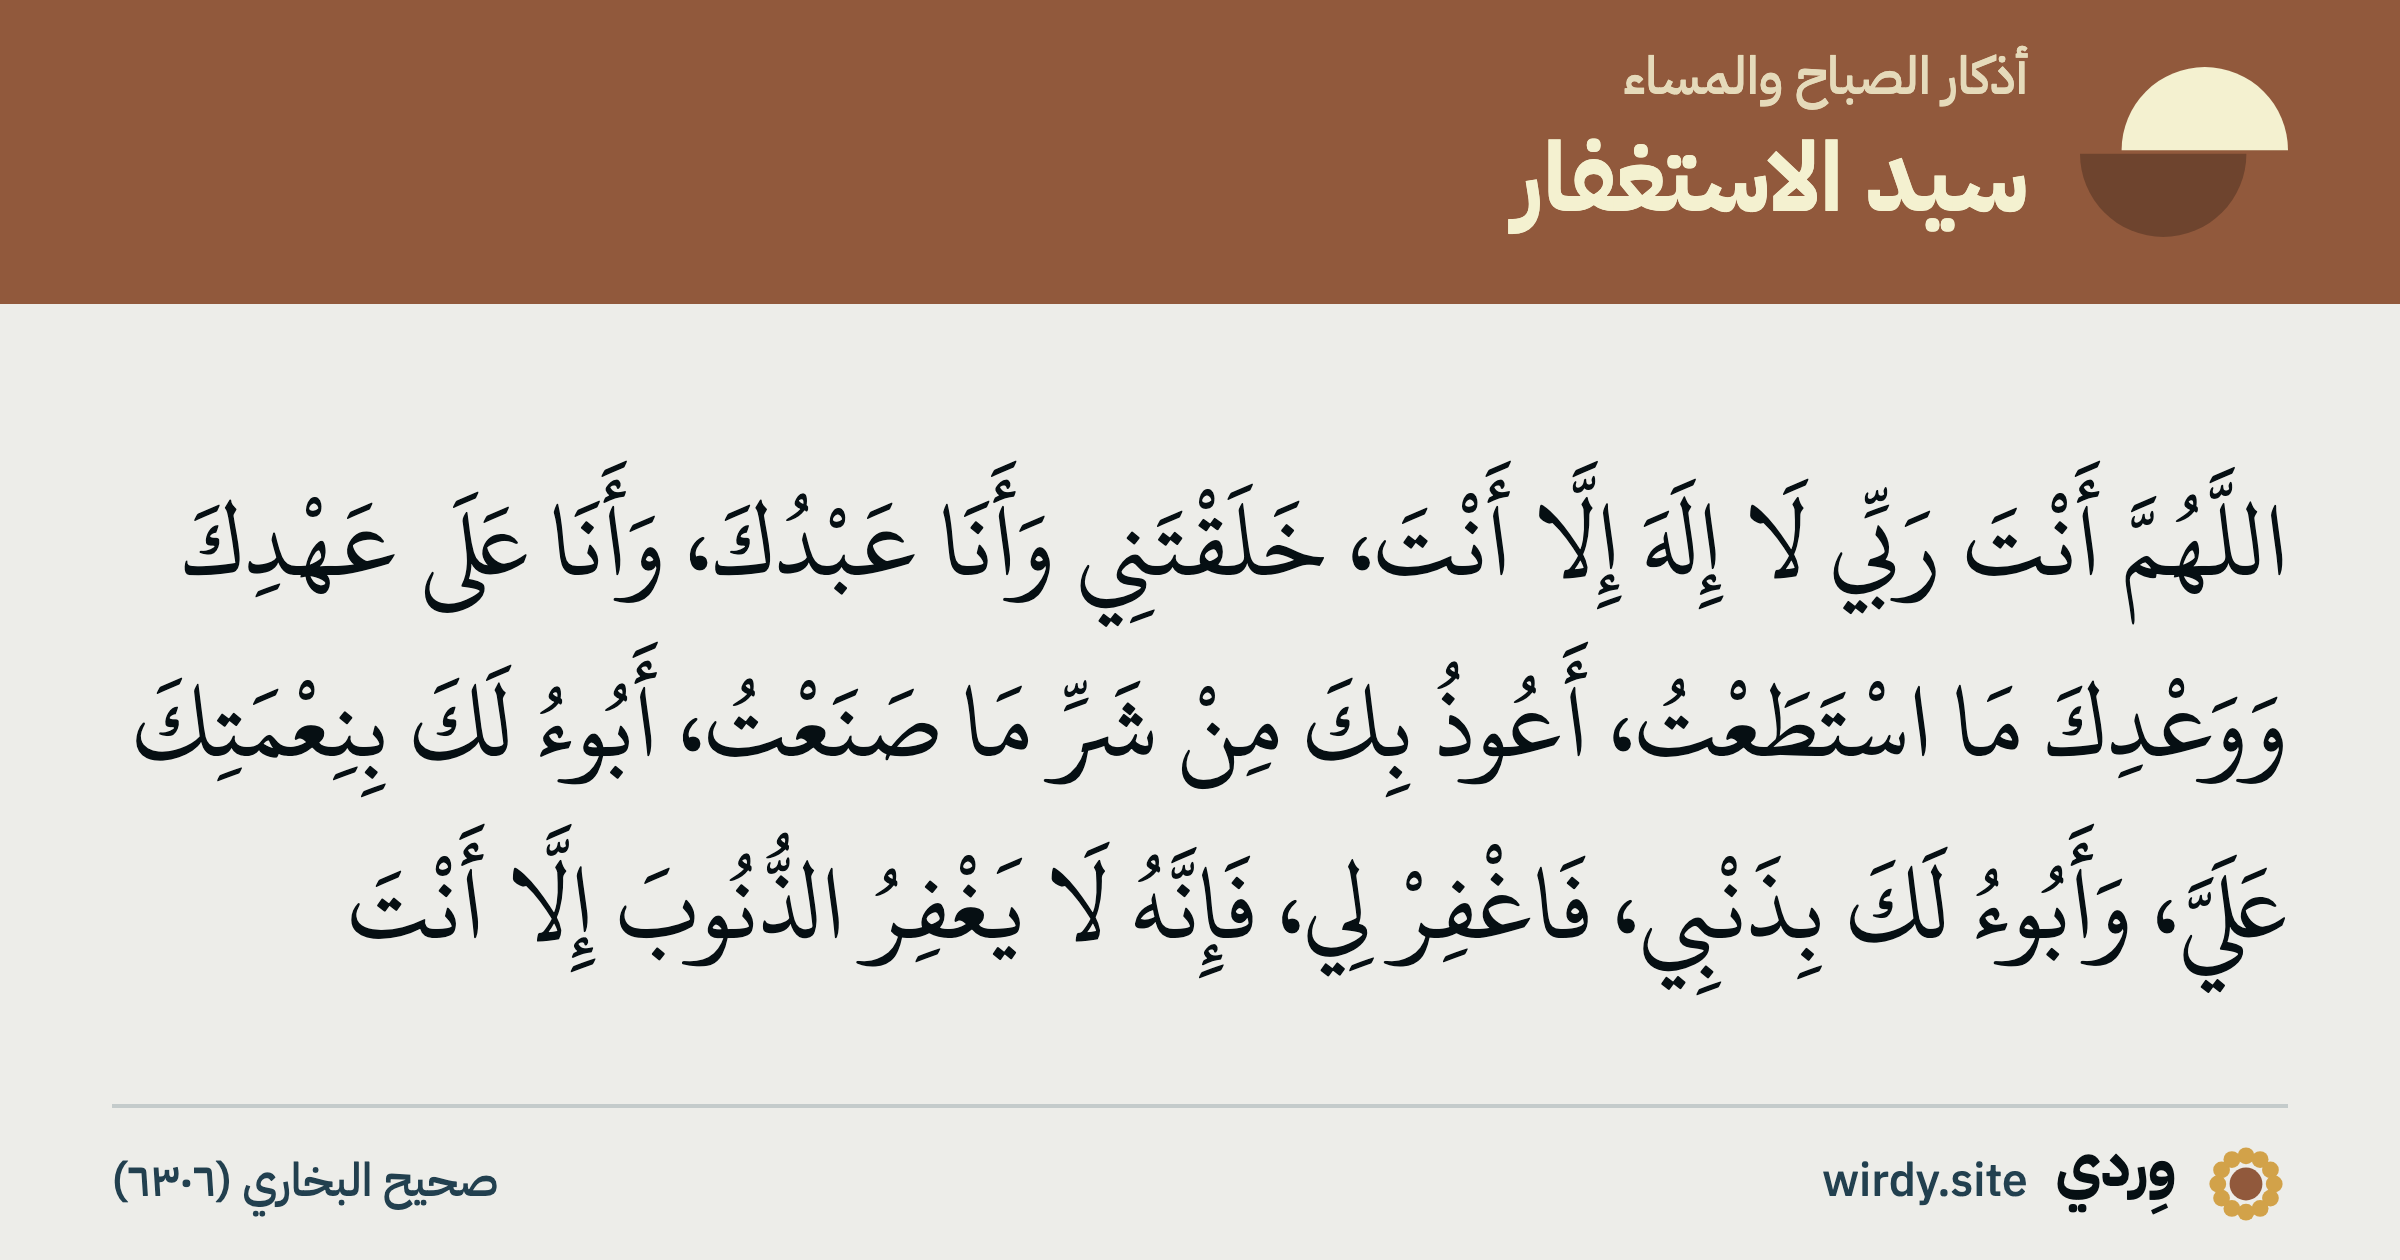 أذكار الصباح والمساء
سيد الاستغفار
اللَّهُمَّ أَنْتَ رَبِّي لَا إِلَهَ إِلَّا أَنْتَ، خَلَقْتَنِي وَأَنَا عَبْدُكَ، وَأَنَا عَلَى عَهْدِكَ
وَوَعْدِكَ مَا اسْتَطَعْتُ، أَعُوذُ بِكَ مِنْ شَرِّ مَا صَنَعْتُ، أَبُوءُ لَكَ بِنِعْمَتِكَ
عَلَيَّ، وَأَبُوءُ لَكَ بِذَنْبِي، فَاغْفِرْ لِي، فَإِنَّهُ لَا يَغْفِرُ الذُّنُوبَ إِلَّا أَنْتَ
وِردي wirdy.site
صحيح البخاري (٦٣٠٦)